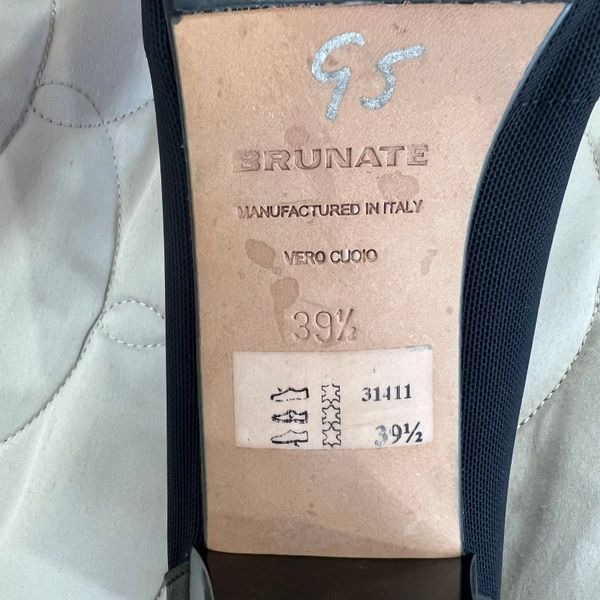 95
BRUNATE
MANUFACTURED IN ITALY
VERO CUOIO
39½
31411
39½